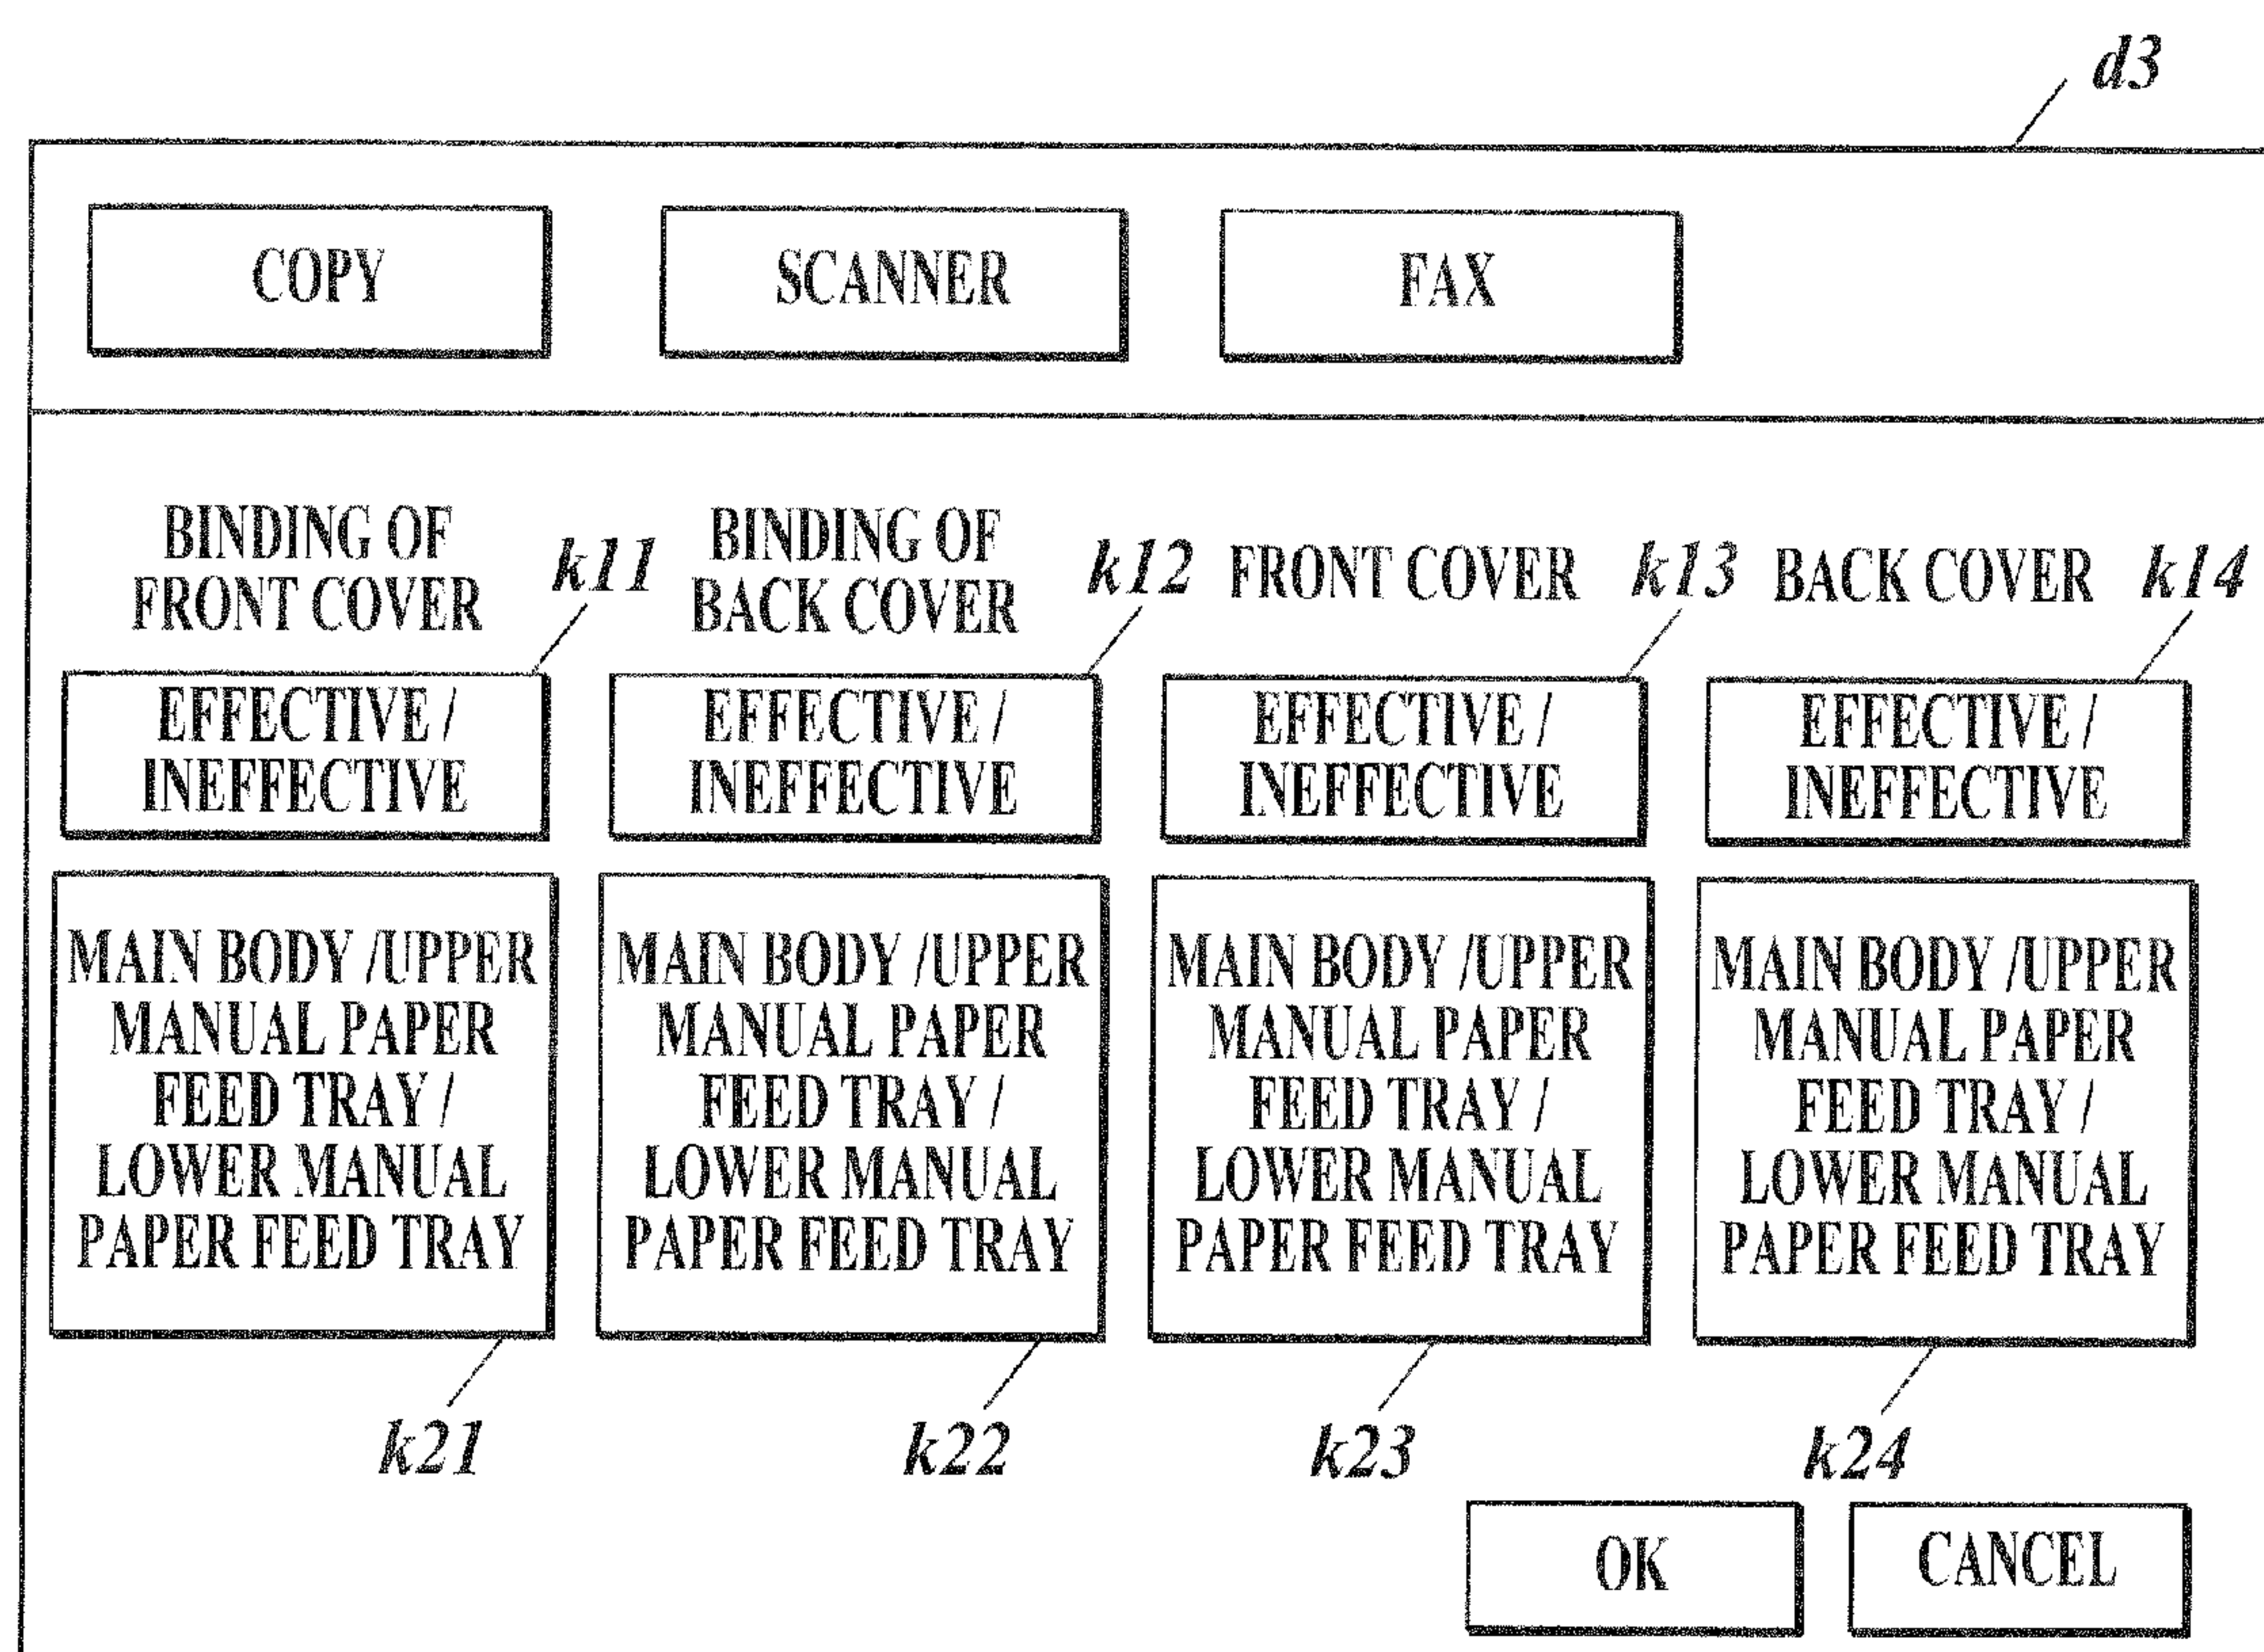 d3
COPY
SCANNER
FAX
BINDING OF
FRONT COVER
k11
BINDING OF
BACK COVER
k12
FRONT COVER
k13
BACK COVER
k14
EFFECTIVE /
INEFFECTIVE
EFFECTIVE /
INEFFECTIVE
EFFECTIVE /
INEFFECTIVE
EFFECTIVE /
INEFFECTIVE
MAIN BODY /UPPER
MANUAL PAPER
FEED TRAY /
LOWER MANUAL
PAPER FEED TRAY
MAIN BODY /UPPER
MANUAL PAPER
FEED TRAY /
LOWER MANUAL
PAPER FEED TRAY
MAIN BODY /UPPER
MANUAL PAPER
FEED TRAY /
LOWER MANUAL
PAPER FEED TRAY
MAIN BODY /UPPER
MANUAL PAPER
FEED TRAY /
LOWER MANUAL
PAPER FEED TRAY
k21
k22
k23
k24
OK
CANCEL